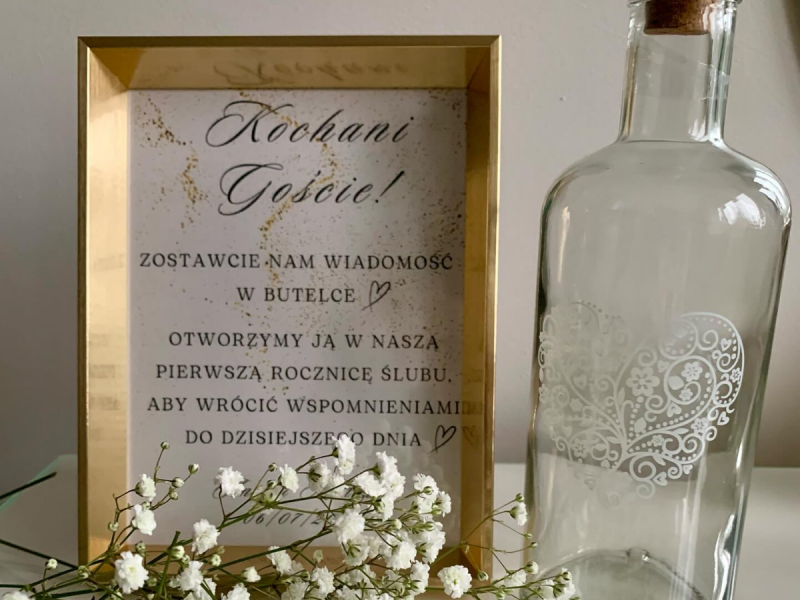 Kochani
Goście!
ZOSTAWCIE NAM WIADOMOŚĆ
W BUTELCE
OTWORZYMY JĄ W NASZĄ
PIERWSZĄ ROCZNICĘ ŚLUBU,
ABY WRÓCIĆ WSPOMNIENIAMI
DO DZISIEJSZEGO DNIA